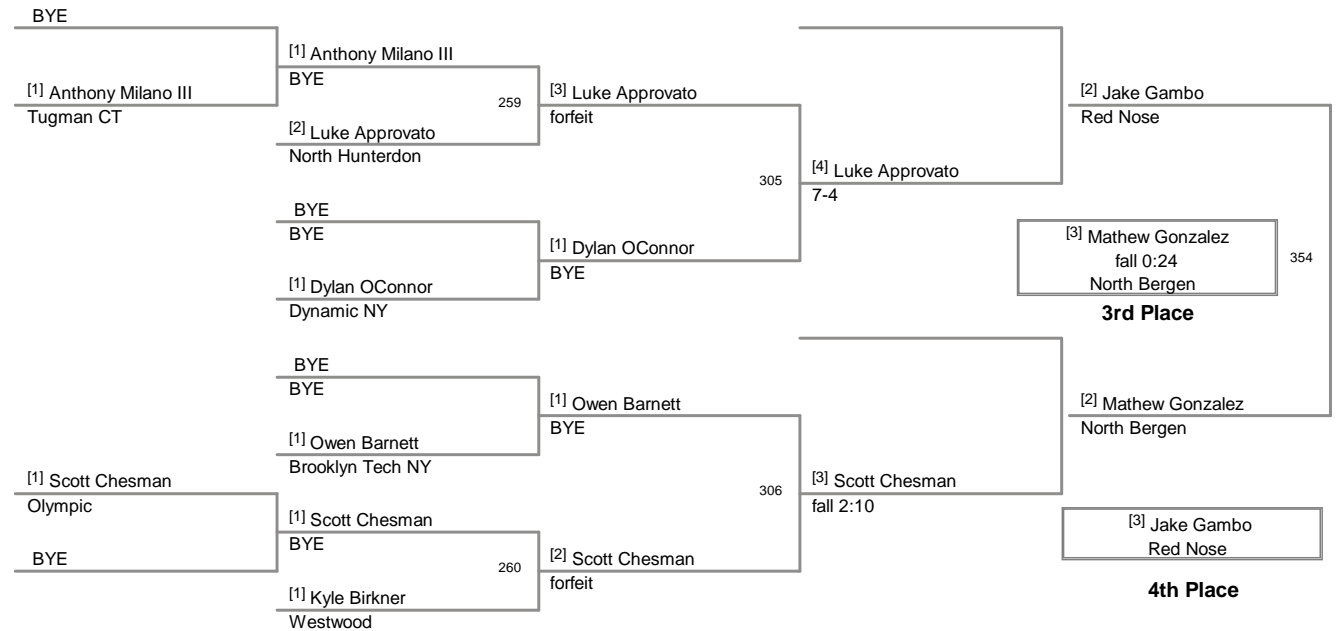 BYE
[1] Anthony Milano III
Tugman CT
[1] Anthony Milano III
BYE
259
[2] Luke Approvato
North Hunterdon
[3] Luke Approvato
forfeit
BYE
BYE
[1] Dylan OConnor
Dynamic NY
[1] Dylan OConnor
BYE
305
[4] Luke Approvato
7-4
[2] Jake Gambo
Red Nose
[3] Mathew Gonzalez
fall 0:24
North Bergen
354
3rd Place
BYE
BYE
[1] Owen Barnett
Brooklyn Tech NY
[1] Owen Barnett
BYE
[1] Scott Chesman
Olympic
BYE
[1] Scott Chesman
BYE
260
[1] Kyle Birkner
Westwood
[2] Scott Chesman
forfeit
306
[3] Scott Chesman
fall 2:10
[2] Mathew Gonzalez
North Bergen
[3] Jake Gambo
Red Nose
4th Place